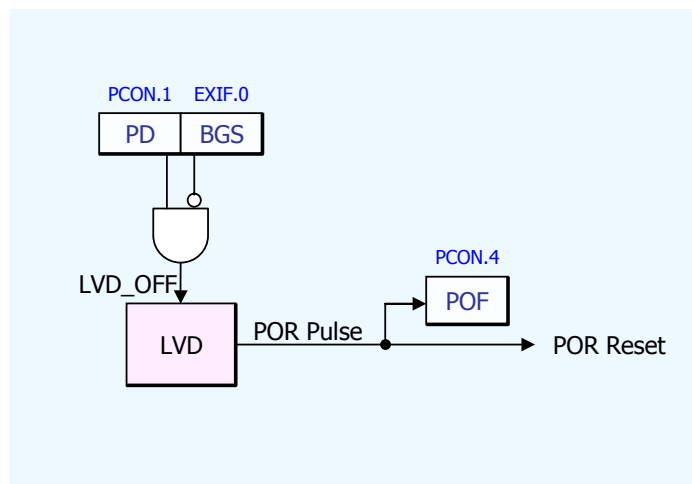 PCON.1 EXIF.0
PD BGS
PCON.4
LVD_OFF
POF
LVD
POR Pulse
POR Reset